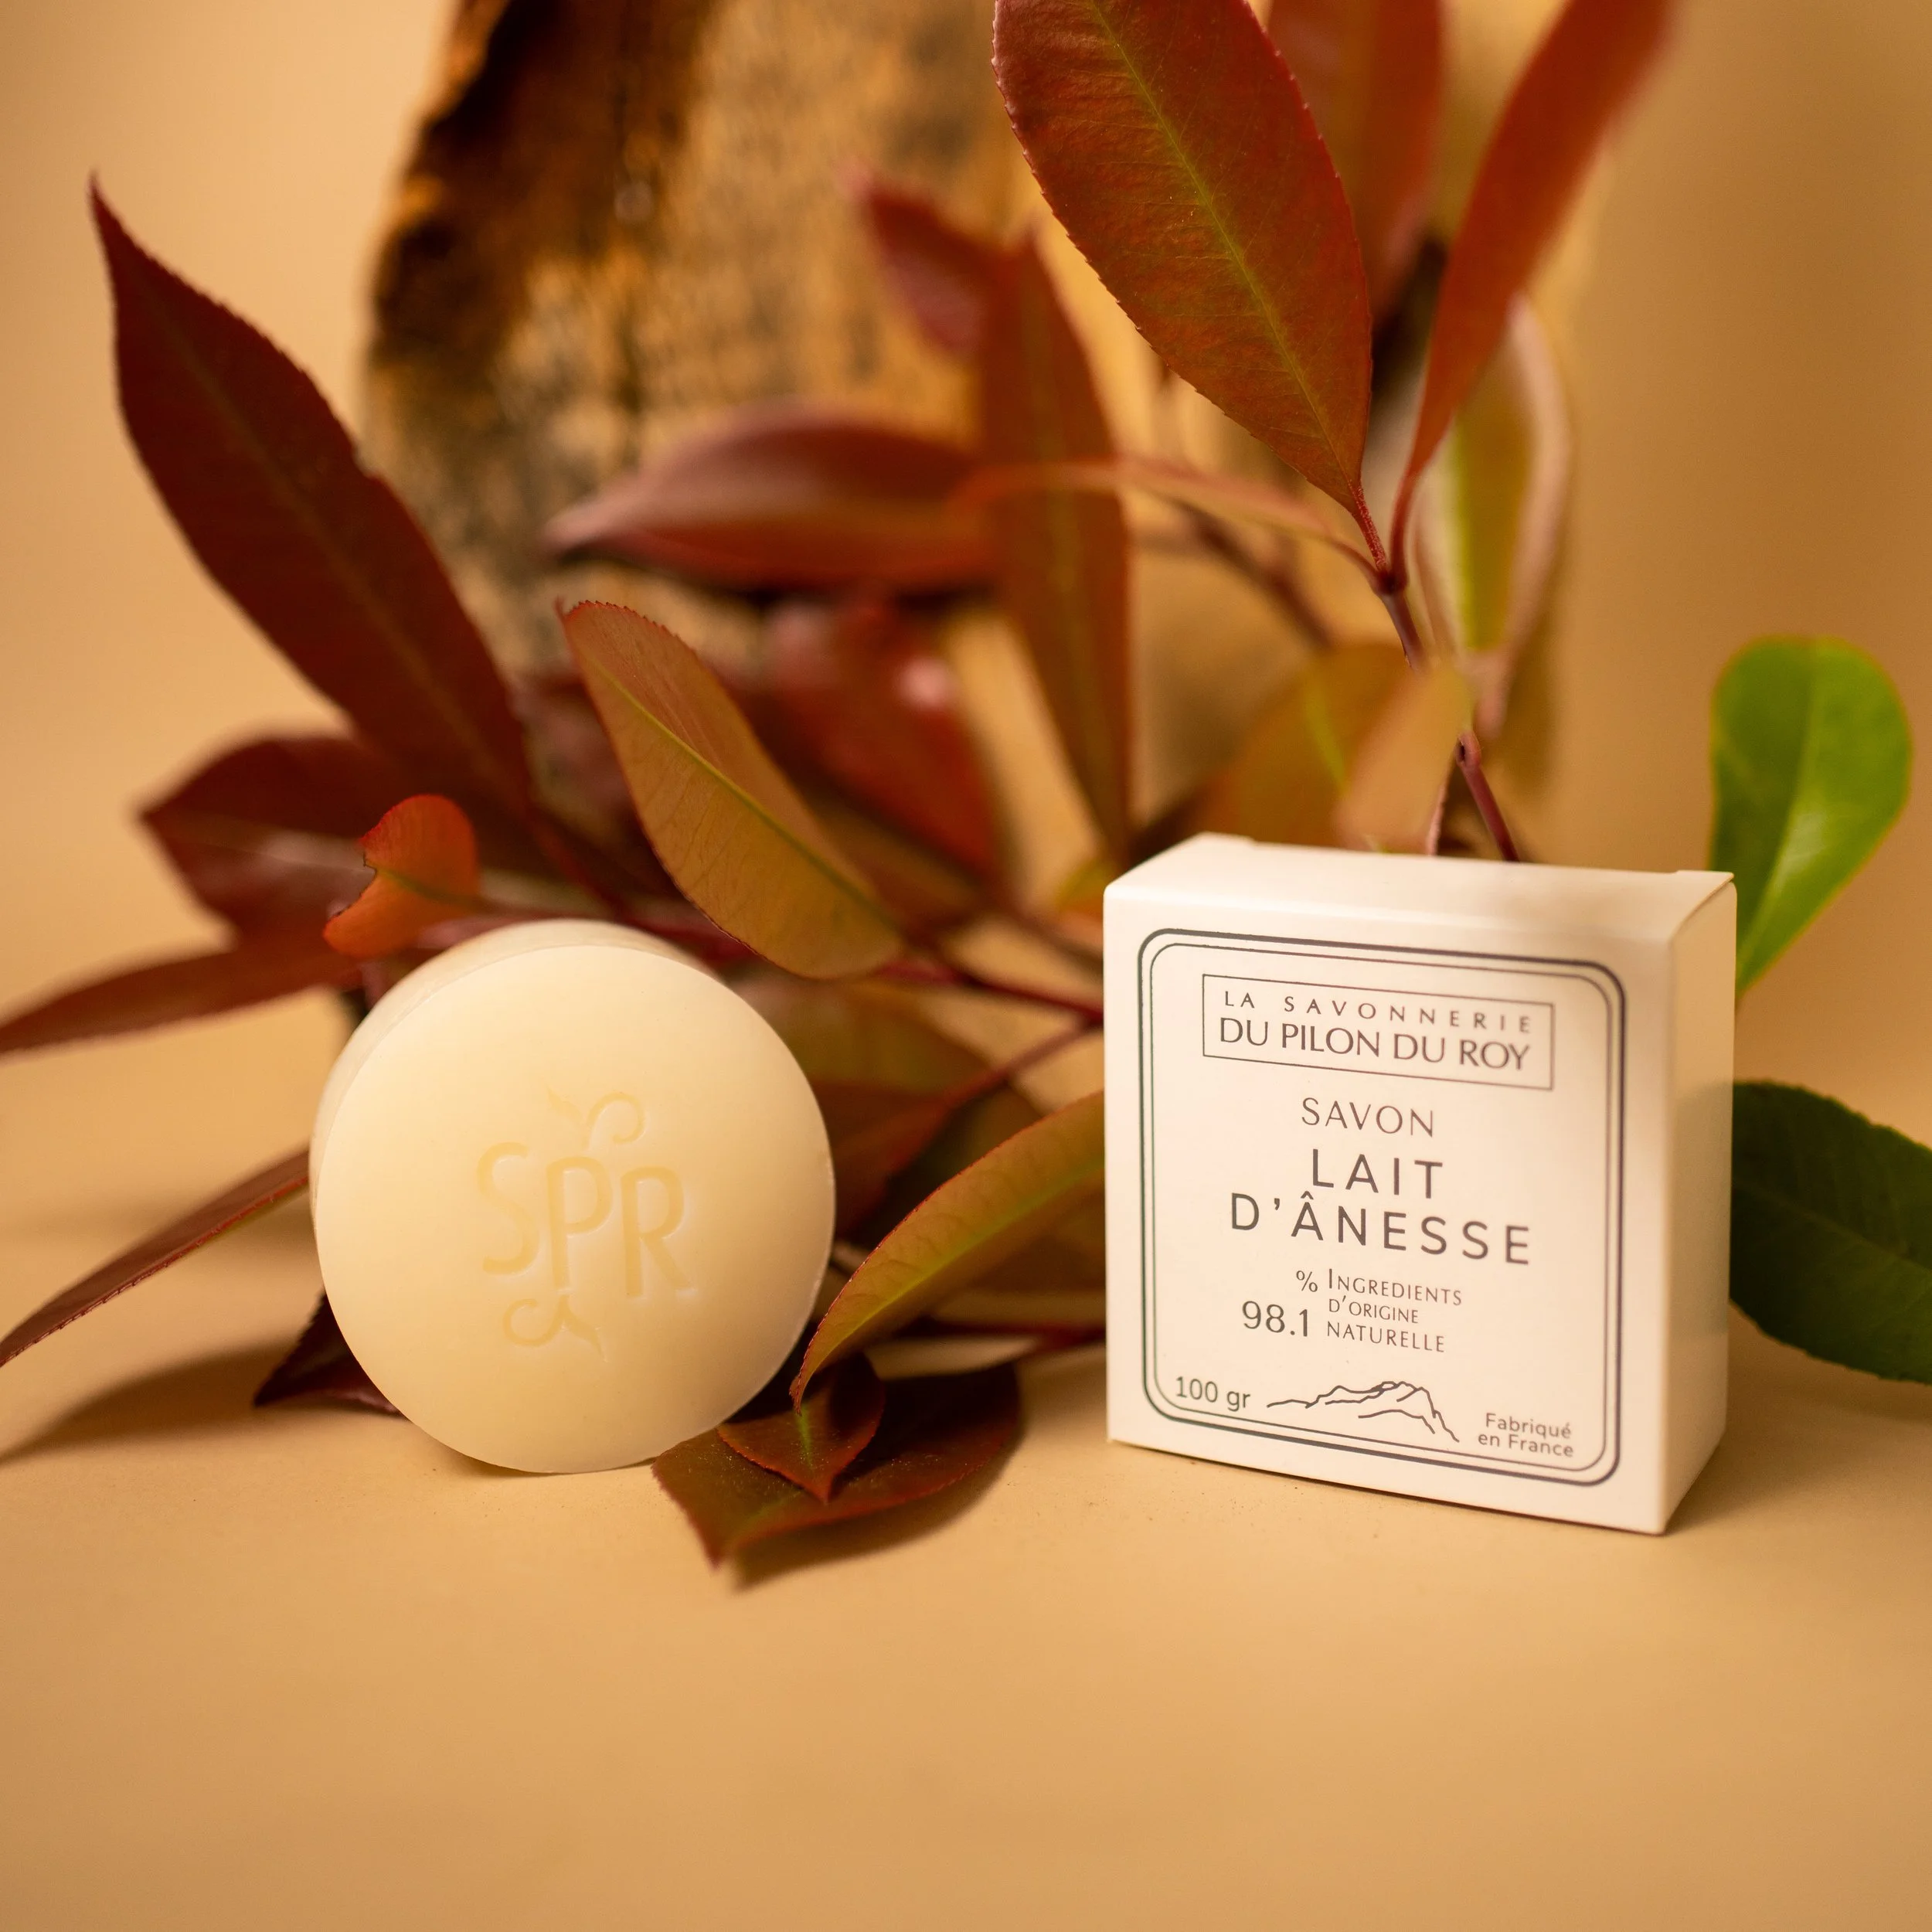 SPR
LA SAVONNERIE
DU PILON DU ROY
SAVON
LAIT
D'ÂNESSE
% INGREDIENTS
98.1 D'ORIGINE
NATURELLE
100 gr
Fabriqué
en France